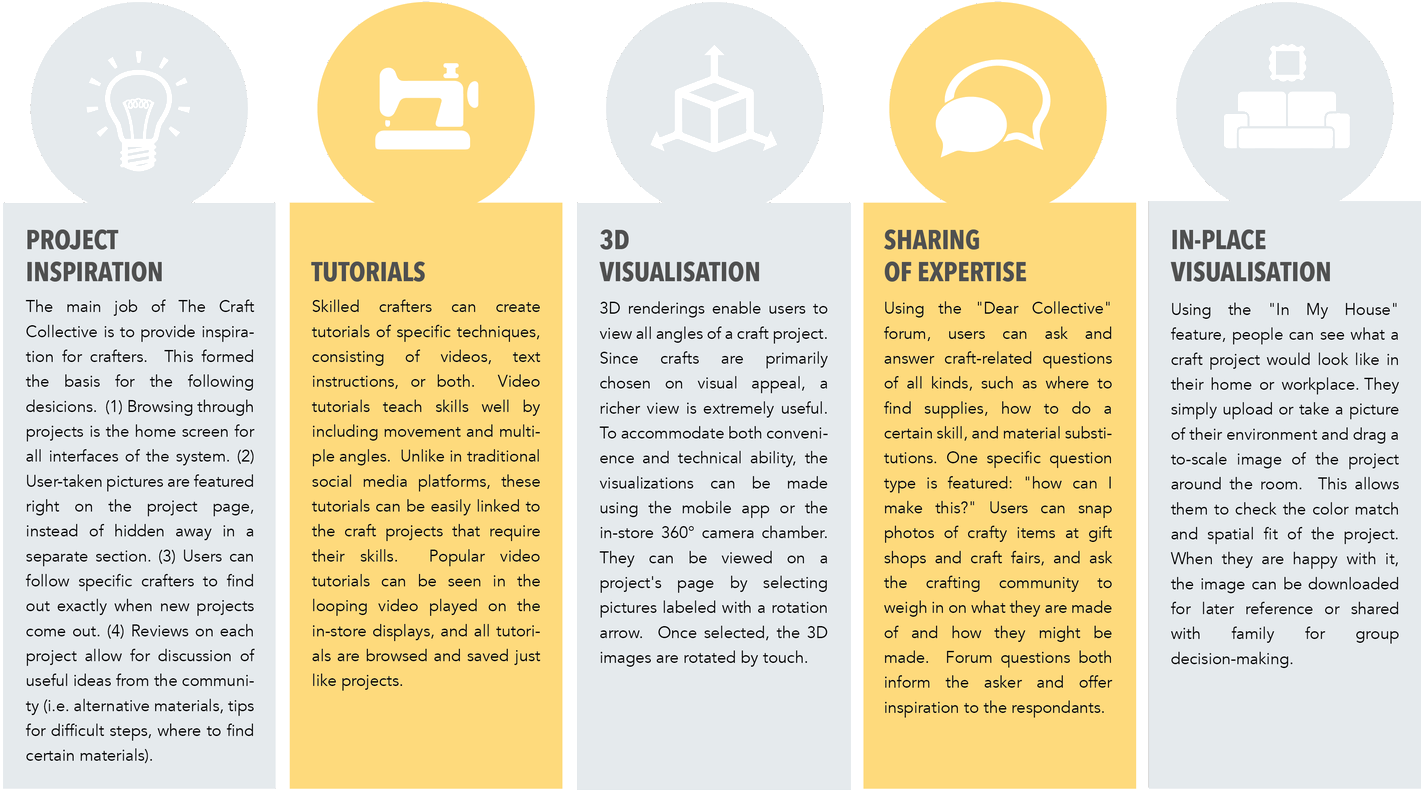 PROJECT
INSPIRATION
The main job of The Craft
Collective is to provide inspira-
tion for crafters. This formed
the basis for the following
desicions. (1) Browsing through
projects is the home screen for
all interfaces of the system. (2)
User-taken pictures are featured
right on the project page,
instead of hidden away in a
separate section. (3) Users can
follow specific crafters to find
out exactly when new projects
come out. (4) Reviews on each
project allow for discussion of
useful ideas from the communi-
ty (i.e. alternative materials, tips
for difficult steps, where to find
certain materials).
TUTORIALS
Skilled crafters can create
tutorials of specific techniques,
consisting of videos, text
instructions, or both. Video
tutorials teach skills well by
including movement and multi-
ple angles. Unlike in traditional
social media platforms, these
tutorials can be easily linked to
the craft projects that require
their skills. Popular video
tutorials can be seen in the
looping video played on the
in-store displays, and all tutori-
als are browsed and saved just
like projects.
3D
VISUALISATION
3D renderings enable users to
view all angles of a craft project.
Since crafts are primarily
chosen on visual appeal, a
richer view is extremely useful.
To accommodate both conveni-
ence and technical ability, the
visualizations can be made
using the mobile app or the
in-store 360° camera chamber.
They can be viewed on a
project's page by selecting
pictures labeled with a rotation
arrow. Once selected, the 3D
images are rotated by touch.
SHARING
OF EXPERTISE
Using the "Dear Collective"
forum, users can ask and
answer craft-related questions
of all kinds, such as where to
find supplies, how to do a
certain skill, and material substi-
tutions. One specific question
type is featured: "how can I
make this?" Users can snap
photos of crafty items at gift
shops and craft fairs, and ask
the crafting community to
weigh in on what they are made
of and how they might be
made. Forum questions both
inform the asker and offer
inspiration to the respondants.
IN-PLACE
VISUALISATION
Using the "In My House"
feature, people can see what a
craft project would look like in
their home or workplace. They
simply upload or take a picture
of their environment and drag a
to-scale image of the project
around the room. This allows
them to check the color match
and spatial fit of the project.
When they are happy with it,
the image can be downloaded
for later reference or shared
with family for group
decision-making.